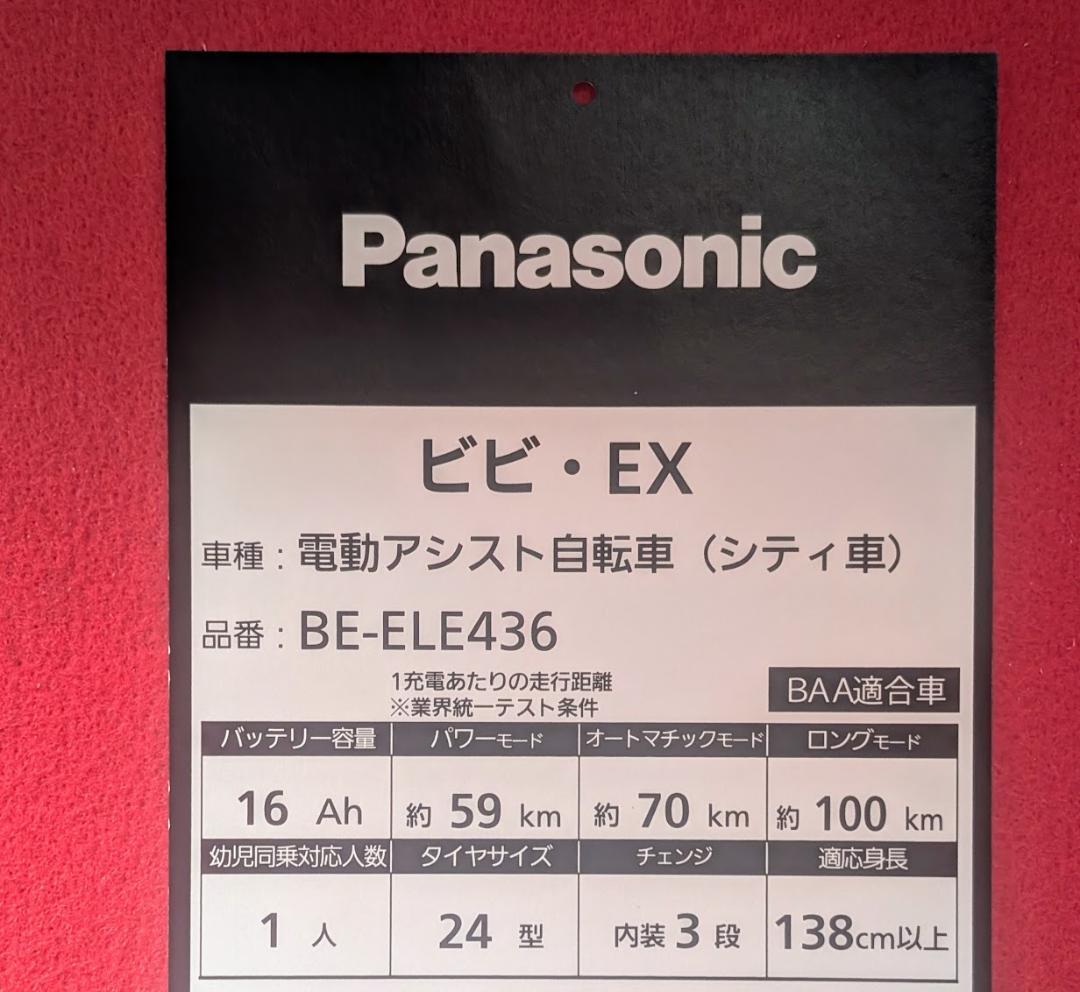 Panasonic
ビビ・EX
車種：電動アシスト自転車（シティ車）
品番：BE-ELE436
1充電あたりの走行距離
※業界統一テスト条件
BAA適合車
バッテリー容量 パワーモード オートマチックモード ロングモード
16 Ah 約 59 km 約 70 km 約 100 km
幼児同乗対応人数 タイヤサイズ チェンジ 適応身長
1 人 24 型 内装 3 段 138cm以上